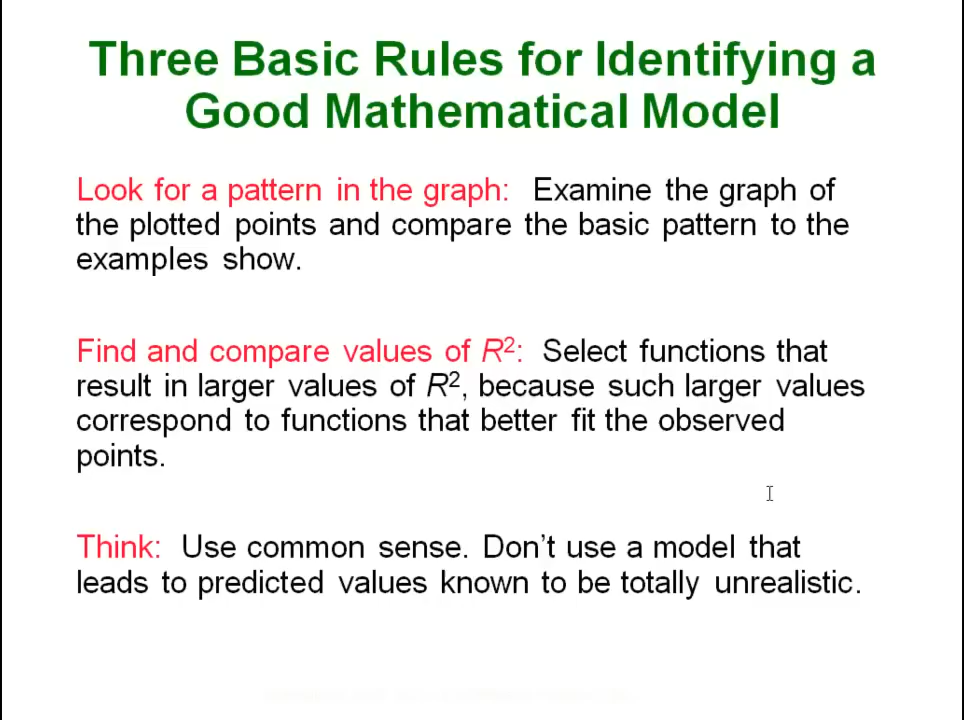 Three Basic Rules for Identifying a
Good Mathematical Model
Look for a pattern in the graph: Examine the graph of
the plotted points and compare the basic pattern to the
examples show.
Find and compare values of R²: Select functions that
result in larger values of R², because such larger values
correspond to functions that better fit the observed
points.
Think: Use common sense. Don’t use a model that
leads to predicted values known to be totally unrealistic.